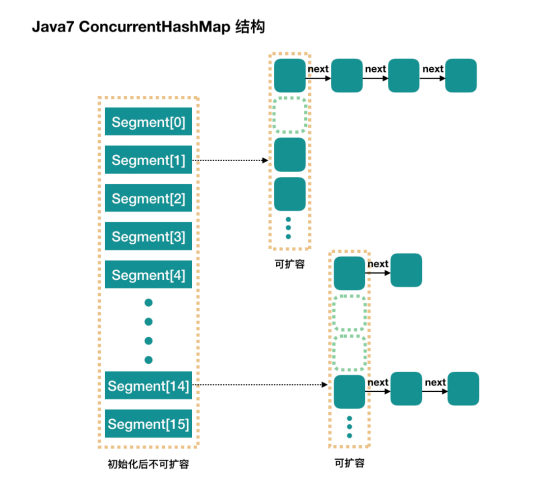 Java7 ConcurrentHashMap 结构
next
next
next
Segment[0]
Segment[1]
Segment[2]
Segment[3]
Segment[4]
可扩容
next
Segment[14]
next
next
Segment[15]
初始化后不可扩容
可扩容